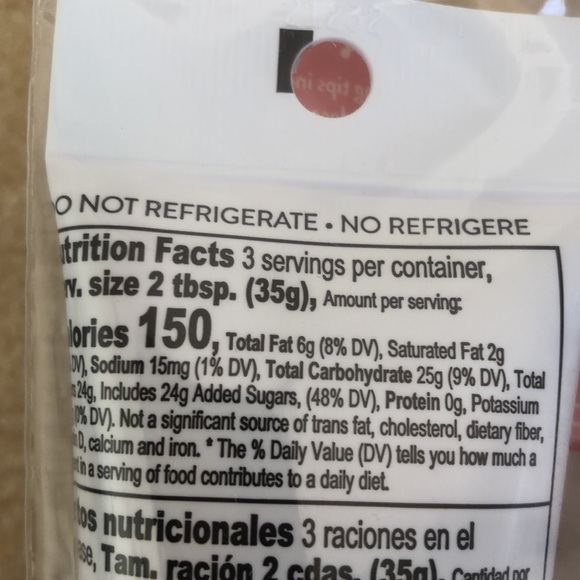 O NOT REFRIGERATE • NO REFRIGERE
trition Facts 3 servings per container,
rv. size 2 tbsp. (35g), Amount per serving:
lories 150, Total Fat 6g (8% DV), Saturated Fat 2g
DV), Sodium 15mg (1% DV), Total Carbohydrate 25g (9% DV), Total
s 24g, Includes 24g Added Sugars, (48% DV), Protein 0g, Potassium
0% DV). Not a significant source of trans fat, cholesterol, dietary fiber,
D, calcium and iron. * The % Daily Value (DV) tells you how much a
t in a serving of food contributes to a daily diet.
tos nutricionales 3 raciones en el
ase, Tam. ración 2 cdas. (35g), Cantidad por